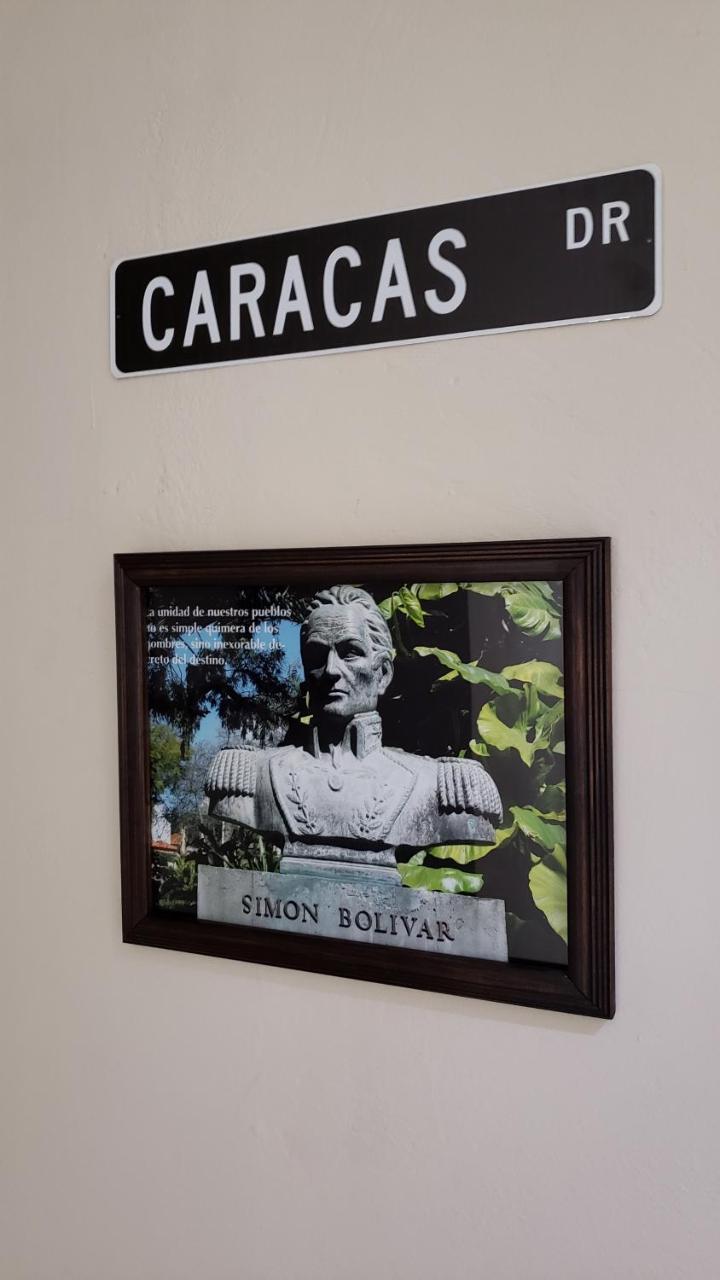 CARACAS DR
a unidad de nuestros pueblos
o es simple quimera de los
ombres, sino inexorable de-
reto del destino.
SIMON BOLIVAR